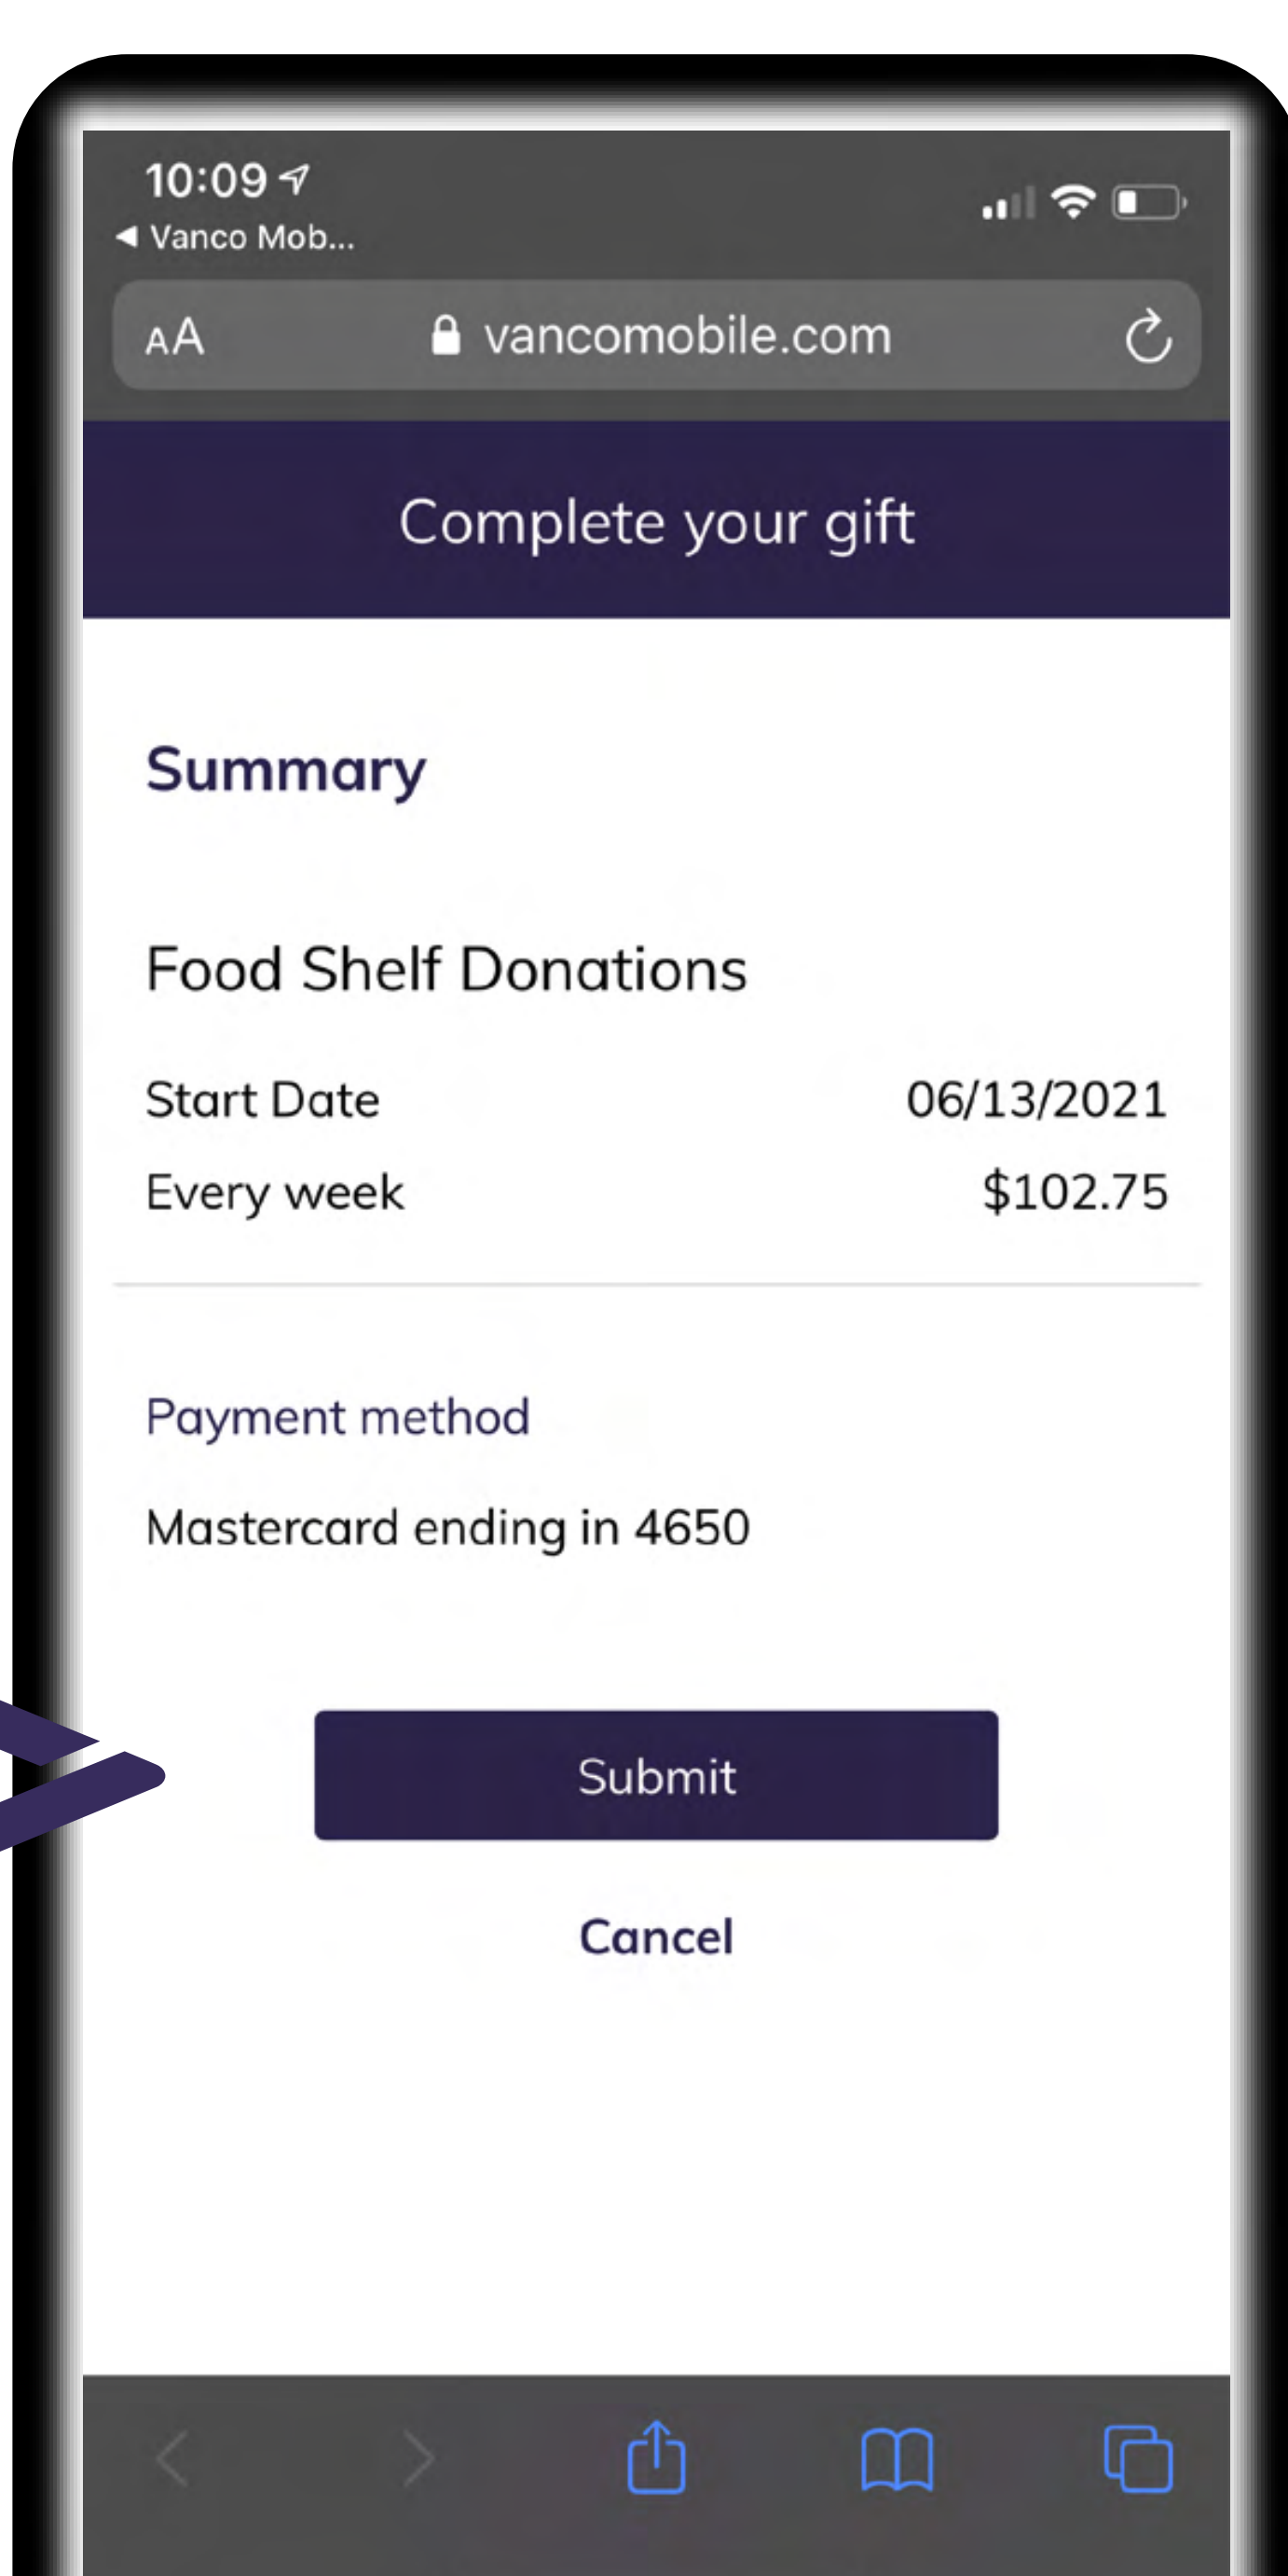 10:09
Vanco Mob...
AA vancomobile.com
Complete your gift
Summary
Food Shelf Donations
Start Date 06/13/2021
Every week $102.75
Payment method
Mastercard ending in 4650
Submit
Cancel